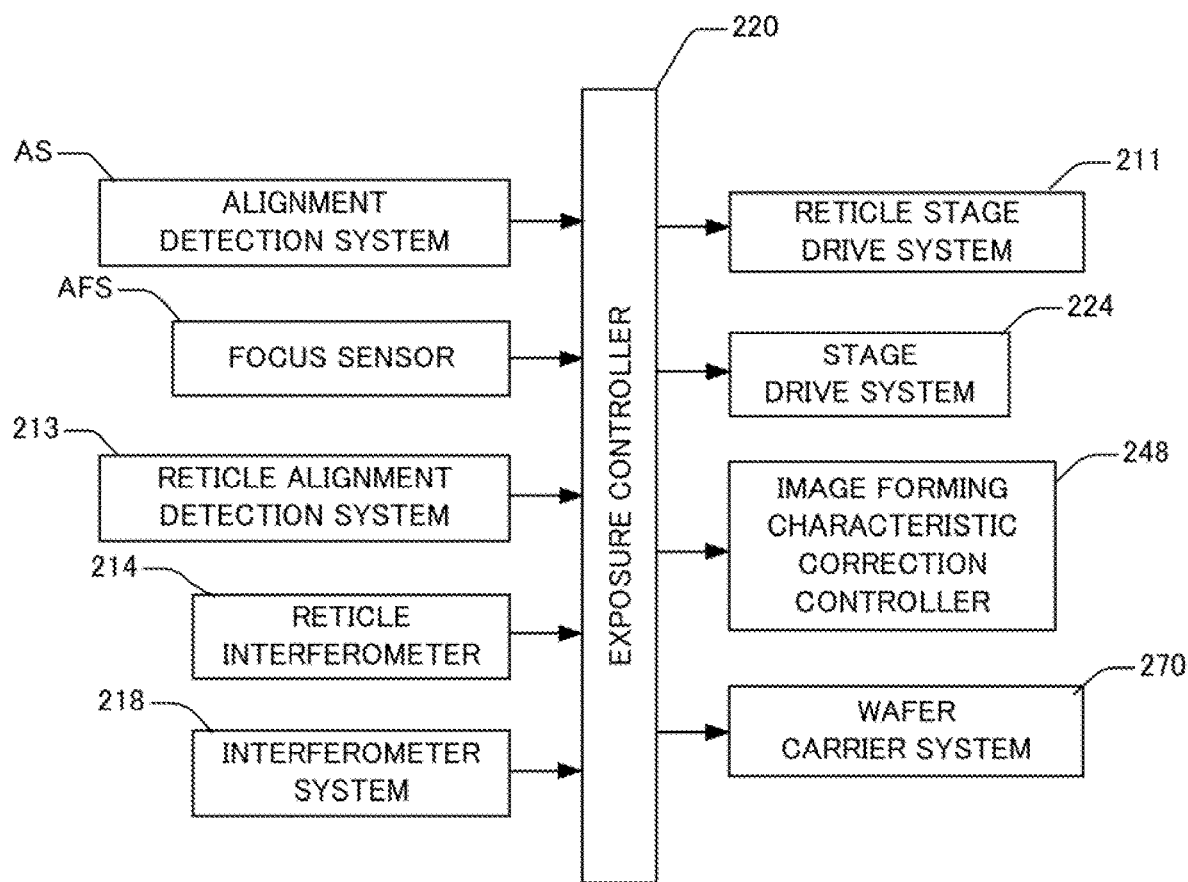 220
AS
ALIGNMENT
DETECTION SYSTEM
AFS
FOCUS SENSOR
213
RETICLE ALIGNMENT
DETECTION SYSTEM
214
RETICLE
INTERFEROMETER
218
INTERFEROMETER
SYSTEM
EXPOSURE CONTROLLER
211
RETICLE STAGE
DRIVE SYSTEM
224
STAGE
DRIVE SYSTEM
248
IMAGE FORMING
CHARACTERISTIC
CORRECTION
CONTROLLER
270
WAFER
CARRIER SYSTEM